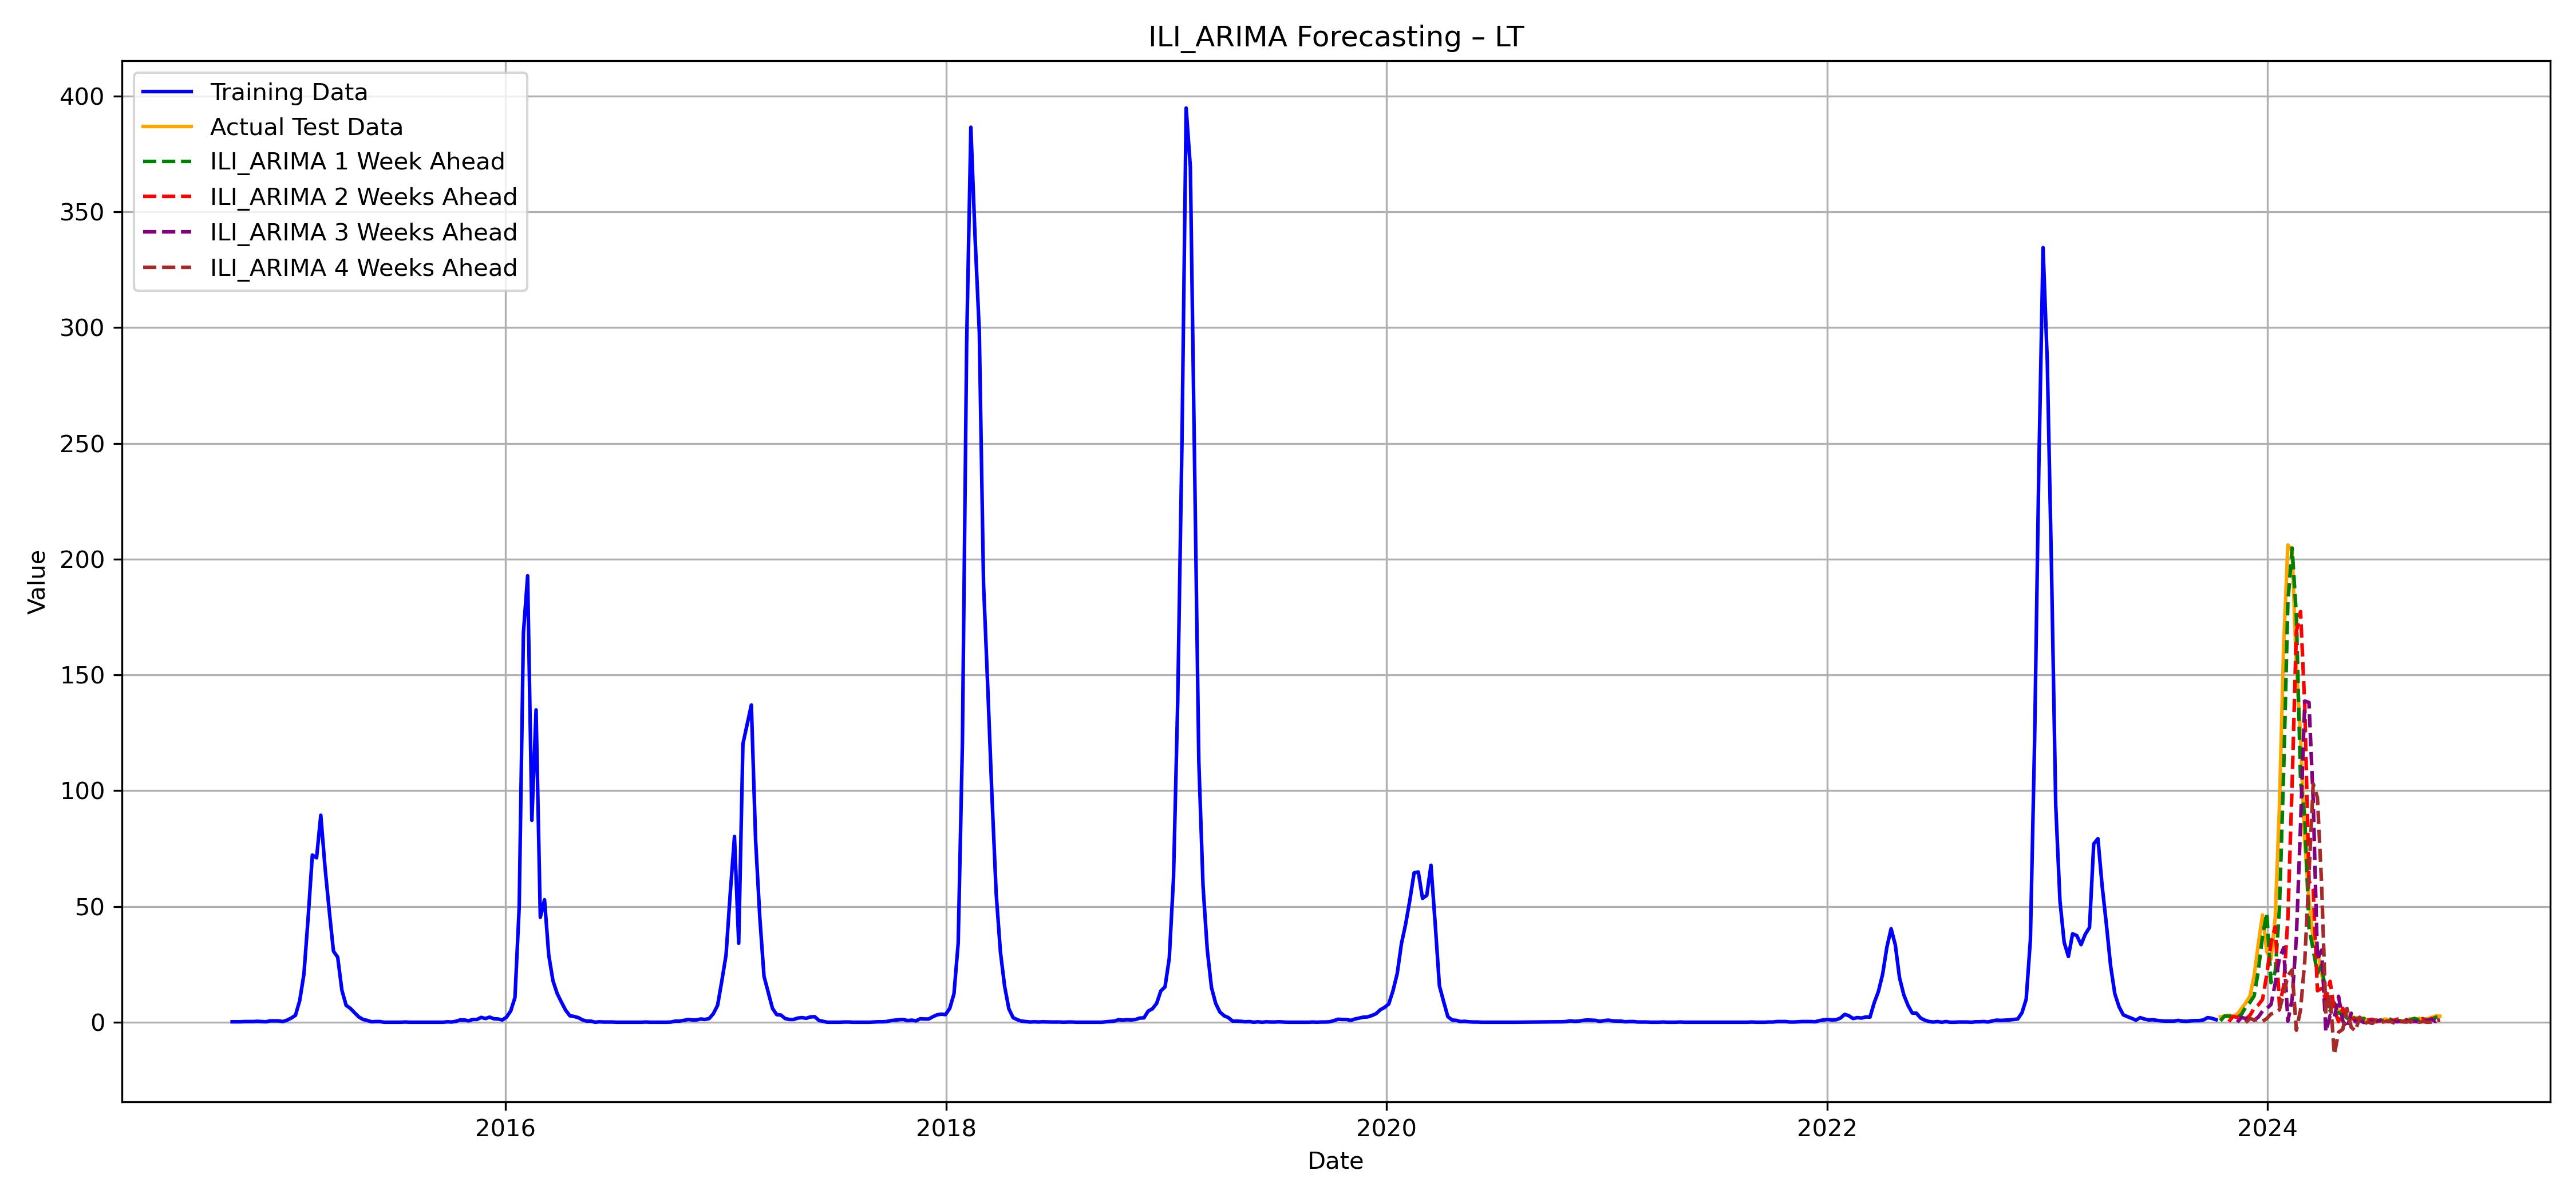 ILI_ARIMA Forecasting – LT
Training Data
Actual Test Data
ILI_ARIMA 1 Week Ahead
ILI_ARIMA 2 Weeks Ahead
ILI_ARIMA 3 Weeks Ahead
ILI_ARIMA 4 Weeks Ahead
400
350
300
250
200
150
100
50
0
Value
2016
2018
2020
2022
2024
Date